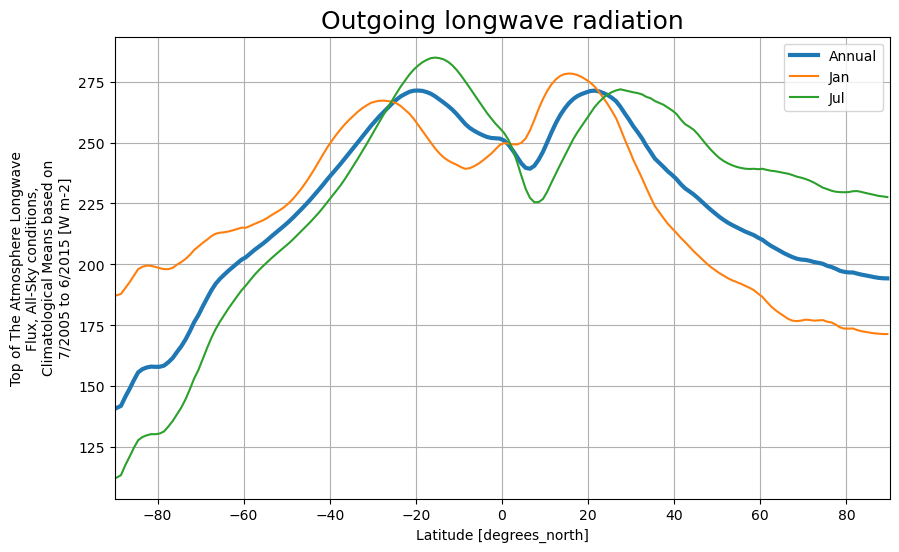 Outgoing longwave radiation
Annual
Jan
Jul
Top of The Atmosphere Longwave
Flux, All-Sky conditions,
Climatological Means based on
7/2005 to 6/2015 [W m-2]
275
250
225
200
175
150
125
−80 −60 −40 −20 0 20 40 60 80
Latitude [degrees_north]